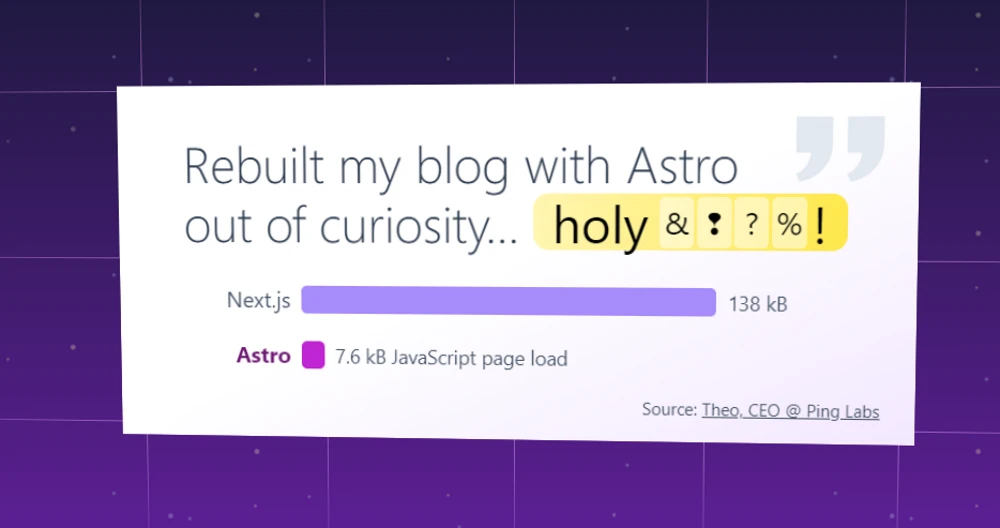 Rebuilt my blog with Astro
out of curiosity... holy &❢?%!
Next.js 138 kB
Astro 7.6 kB JavaScript page load
Source: Theo, CEO @ Ping Labs